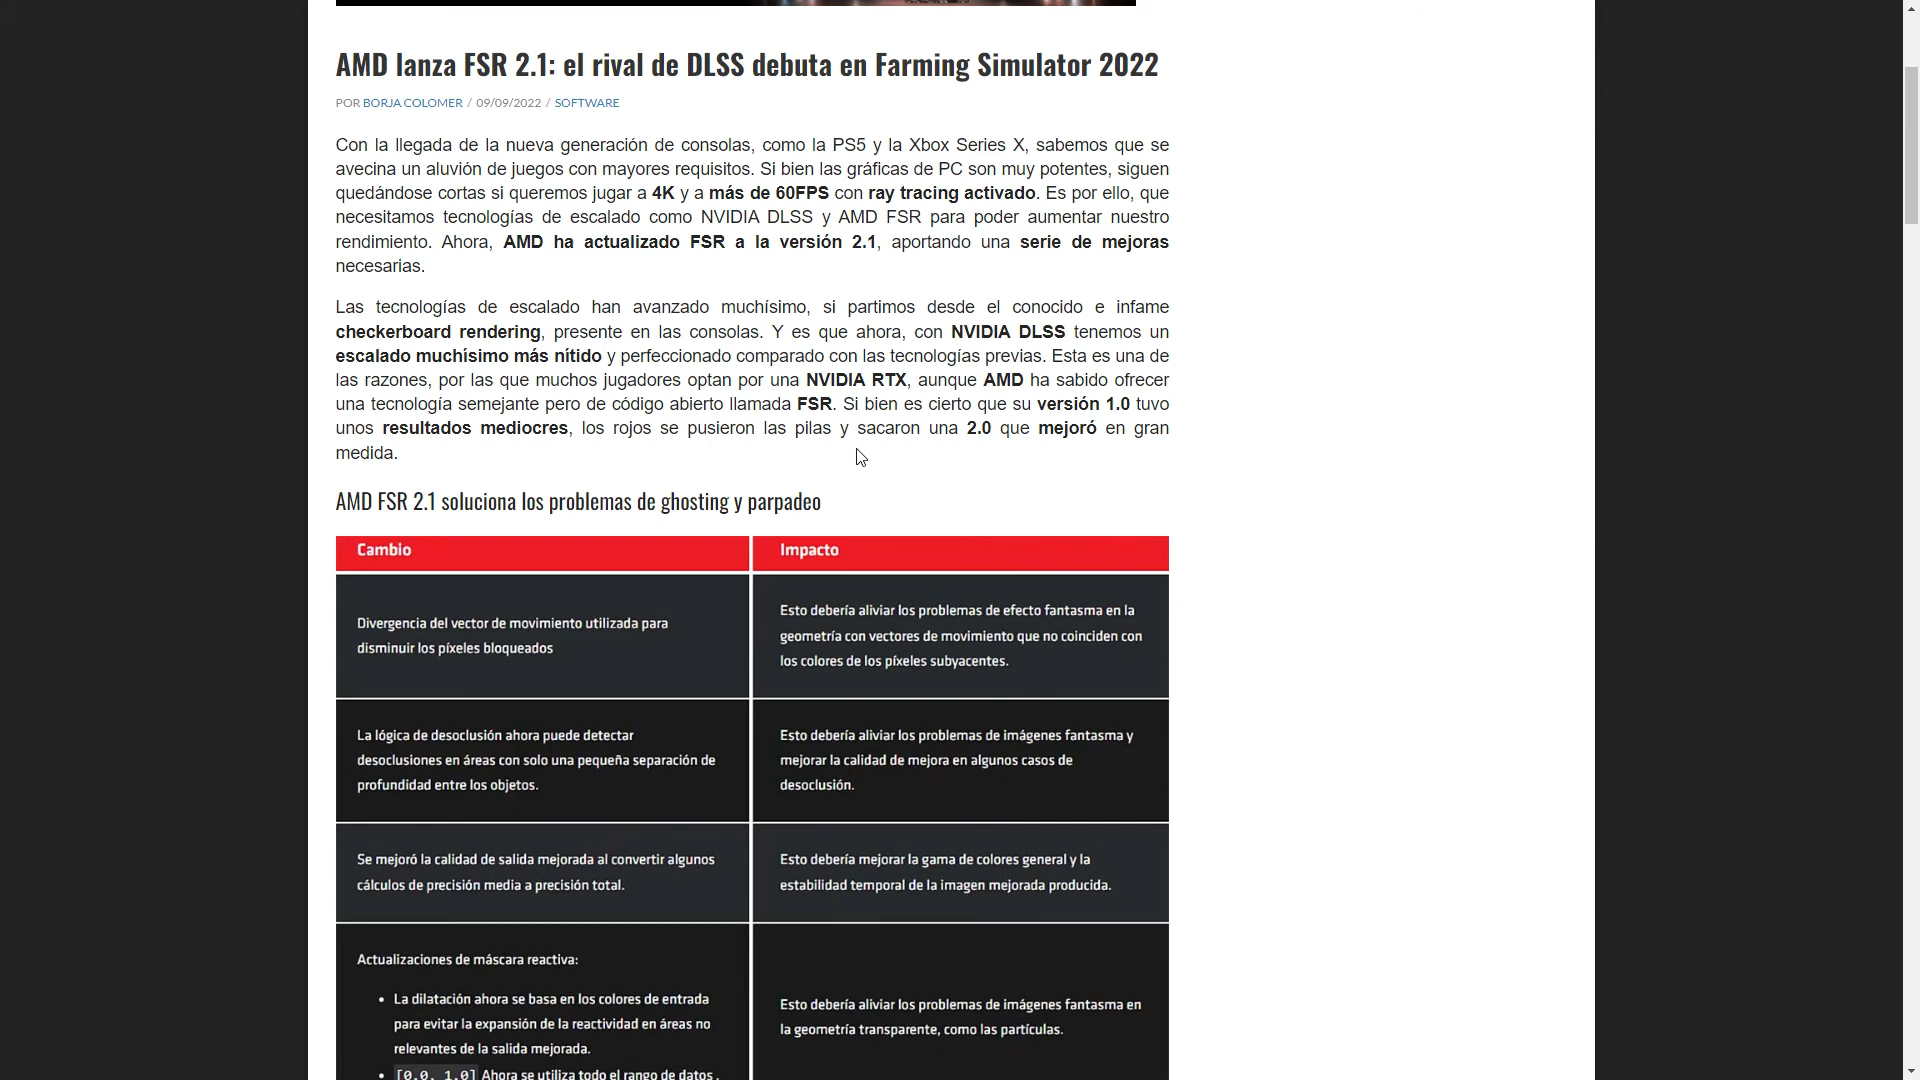 AMD lanza FSR 2.1: el rival de DLSS debuta en Farming Simulator 2022
POR BORJA COLOMER / 09/09/2022 / SOFTWARE
Con la llegada de la nueva generación de consolas, como la PS5 y la Xbox Series X, sabemos que se
avecina un aluvión de juegos con mayores requisitos. Si bien las gráficas de PC son muy potentes, siguen
quedándose cortas si queremos jugar a 4K y a más de 60FPS con ray tracing activado. Es por ello, que
necesitamos tecnologías de escalado como NVIDIA DLSS y AMD FSR para poder aumentar nuestro
rendimiento. Ahora, AMD ha actualizado FSR a la versión 2.1, aportando una serie de mejoras
necesarias.
Las tecnologías de escalado han avanzado muchísimo, si partimos desde el conocido e infame
checkerboard rendering, presente en las consolas. Y es que ahora, con NVIDIA DLSS tenemos un
escalado muchísimo más nítido y perfeccionado comparado con las tecnologías previas. Esta es una de
las razones, por las que muchos jugadores optan por una NVIDIA RTX, aunque AMD ha sabido ofrecer
una tecnología semejante pero de código abierto llamada FSR. Si bien es cierto que su versión 1.0 tuvo
unos resultados mediocres, los rojos se pusieron las pilas y sacaron una 2.0 que mejoró en gran
medida.
AMD FSR 2.1 soluciona los problemas de ghosting y parpadeo
Cambio
Impacto
Divergencia del vector de movimiento utilizada para
disminuir los píxeles bloqueados
Esto debería aliviar los problemas de efecto fantasma en la
geometría con vectores de movimiento que no coinciden con
los colores de los píxeles subyacentes.
La lógica de desoclusión ahora puede detectar
desoclusiones en áreas con solo una pequeña separación de
profundidad entre los objetos.
Esto debería aliviar los problemas de imágenes fantasma y
mejorar la calidad de mejora en algunos casos de
desoclusión.
Se mejoró la calidad de salida mejorada al convertir algunos
cálculos de precisión media a precisión total.
Esto debería mejorar la gama de colores general y la
estabilidad temporal de la imagen mejorada producida.
Actualizaciones de máscara reactiva:
• La dilatación ahora se basa en los colores de entrada
para evitar la expansión de la reactividad en áreas no
relevantes de la salida mejorada.
• [0.0, 1.0] Ahora se utiliza todo el rango de datos .
Esto debería aliviar los problemas de imágenes fantasma en
la geometría transparente, como las partículas.